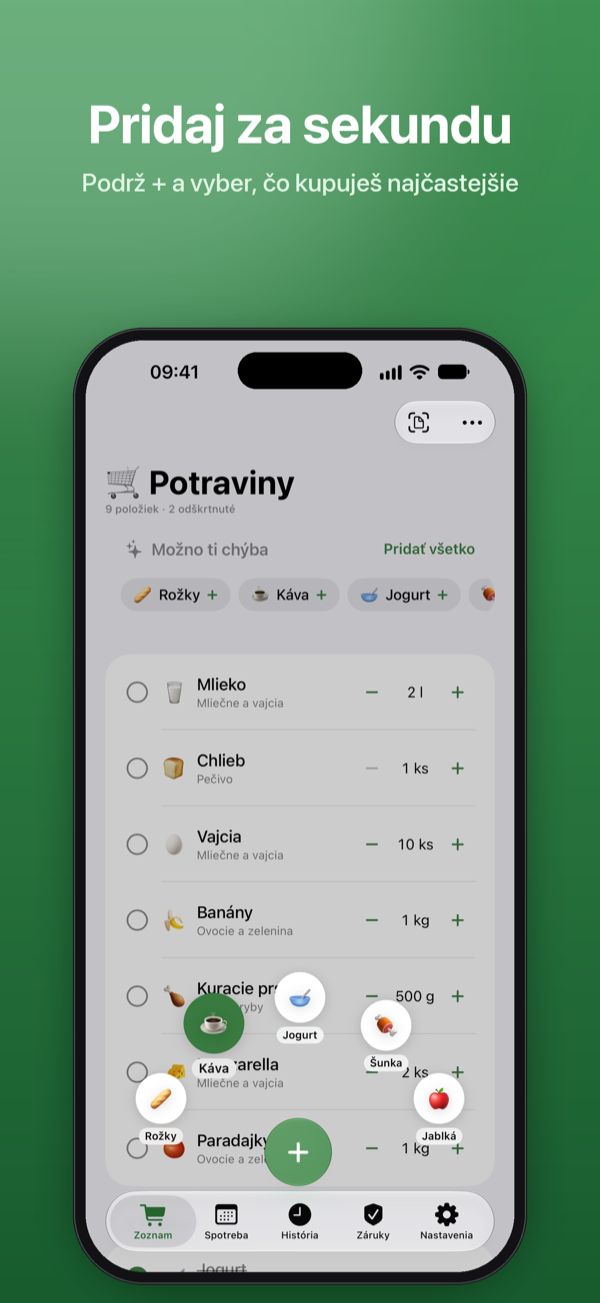 Pridaj za sekundu
Podrž + a vyber, čo kupuješ najčastejšie
09:41
Potraviny
9 položiek · 2 odškrtnuté
Možno ti chýba Pridať všetko
Rožky + Káva + Jogurt +
Mlieko
Mliečne a vajcia
− 2 l +
Chlieb
Pečivo
− 1 ks +
Vajcia
Mliečne a vajcia
− 10 ks +
Banány
Ovocie a zelenina
− 1 kg +
Kuracie
ryby
− 500 g +
Jogurt
Káva
Šunka
Mliečne a vajcia
2 ks +
Rožky
Jablká
Paradajky
Ovocie a
− 1 kg +
+
Zoznam Spotreba História Záruky Nastavenia
Jogurt